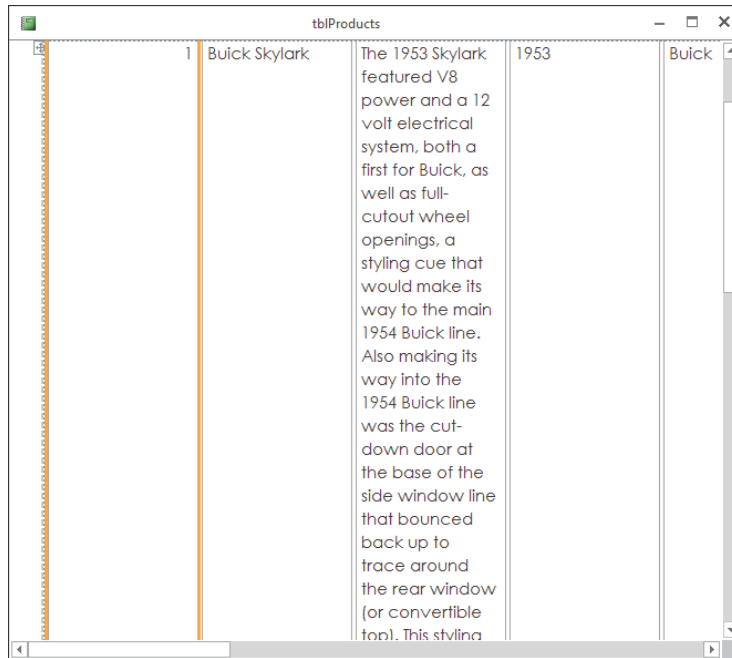 tblProducts
1 Buick Skylark The 1953 Skylark 1953 Buick
featured V8
power and a 12
volt electrical
system, both a
first for Buick, as
well as full-
cutout wheel
openings, a
styling cue that
would make its
way to the main
1954 Buick line.
Also making its
way into the
1954 Buick line
was the cut-
down door at
the base of the
side window line
that bounced
back up to
trace around
the rear window
(or convertible
top). This styling